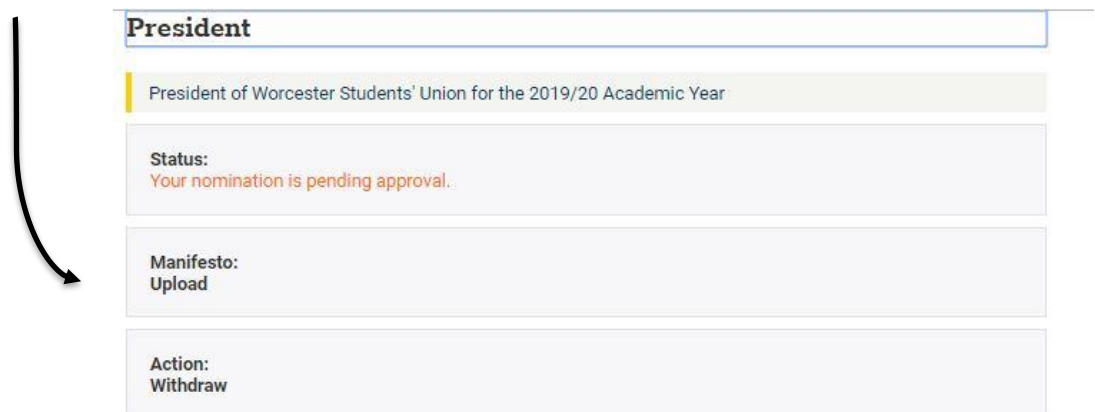 President
President of Worcester Students' Union for the 2019/20 Academic Year
Status:
Your nomination is pending approval.
Manifesto:
Upload
Action:
Withdraw